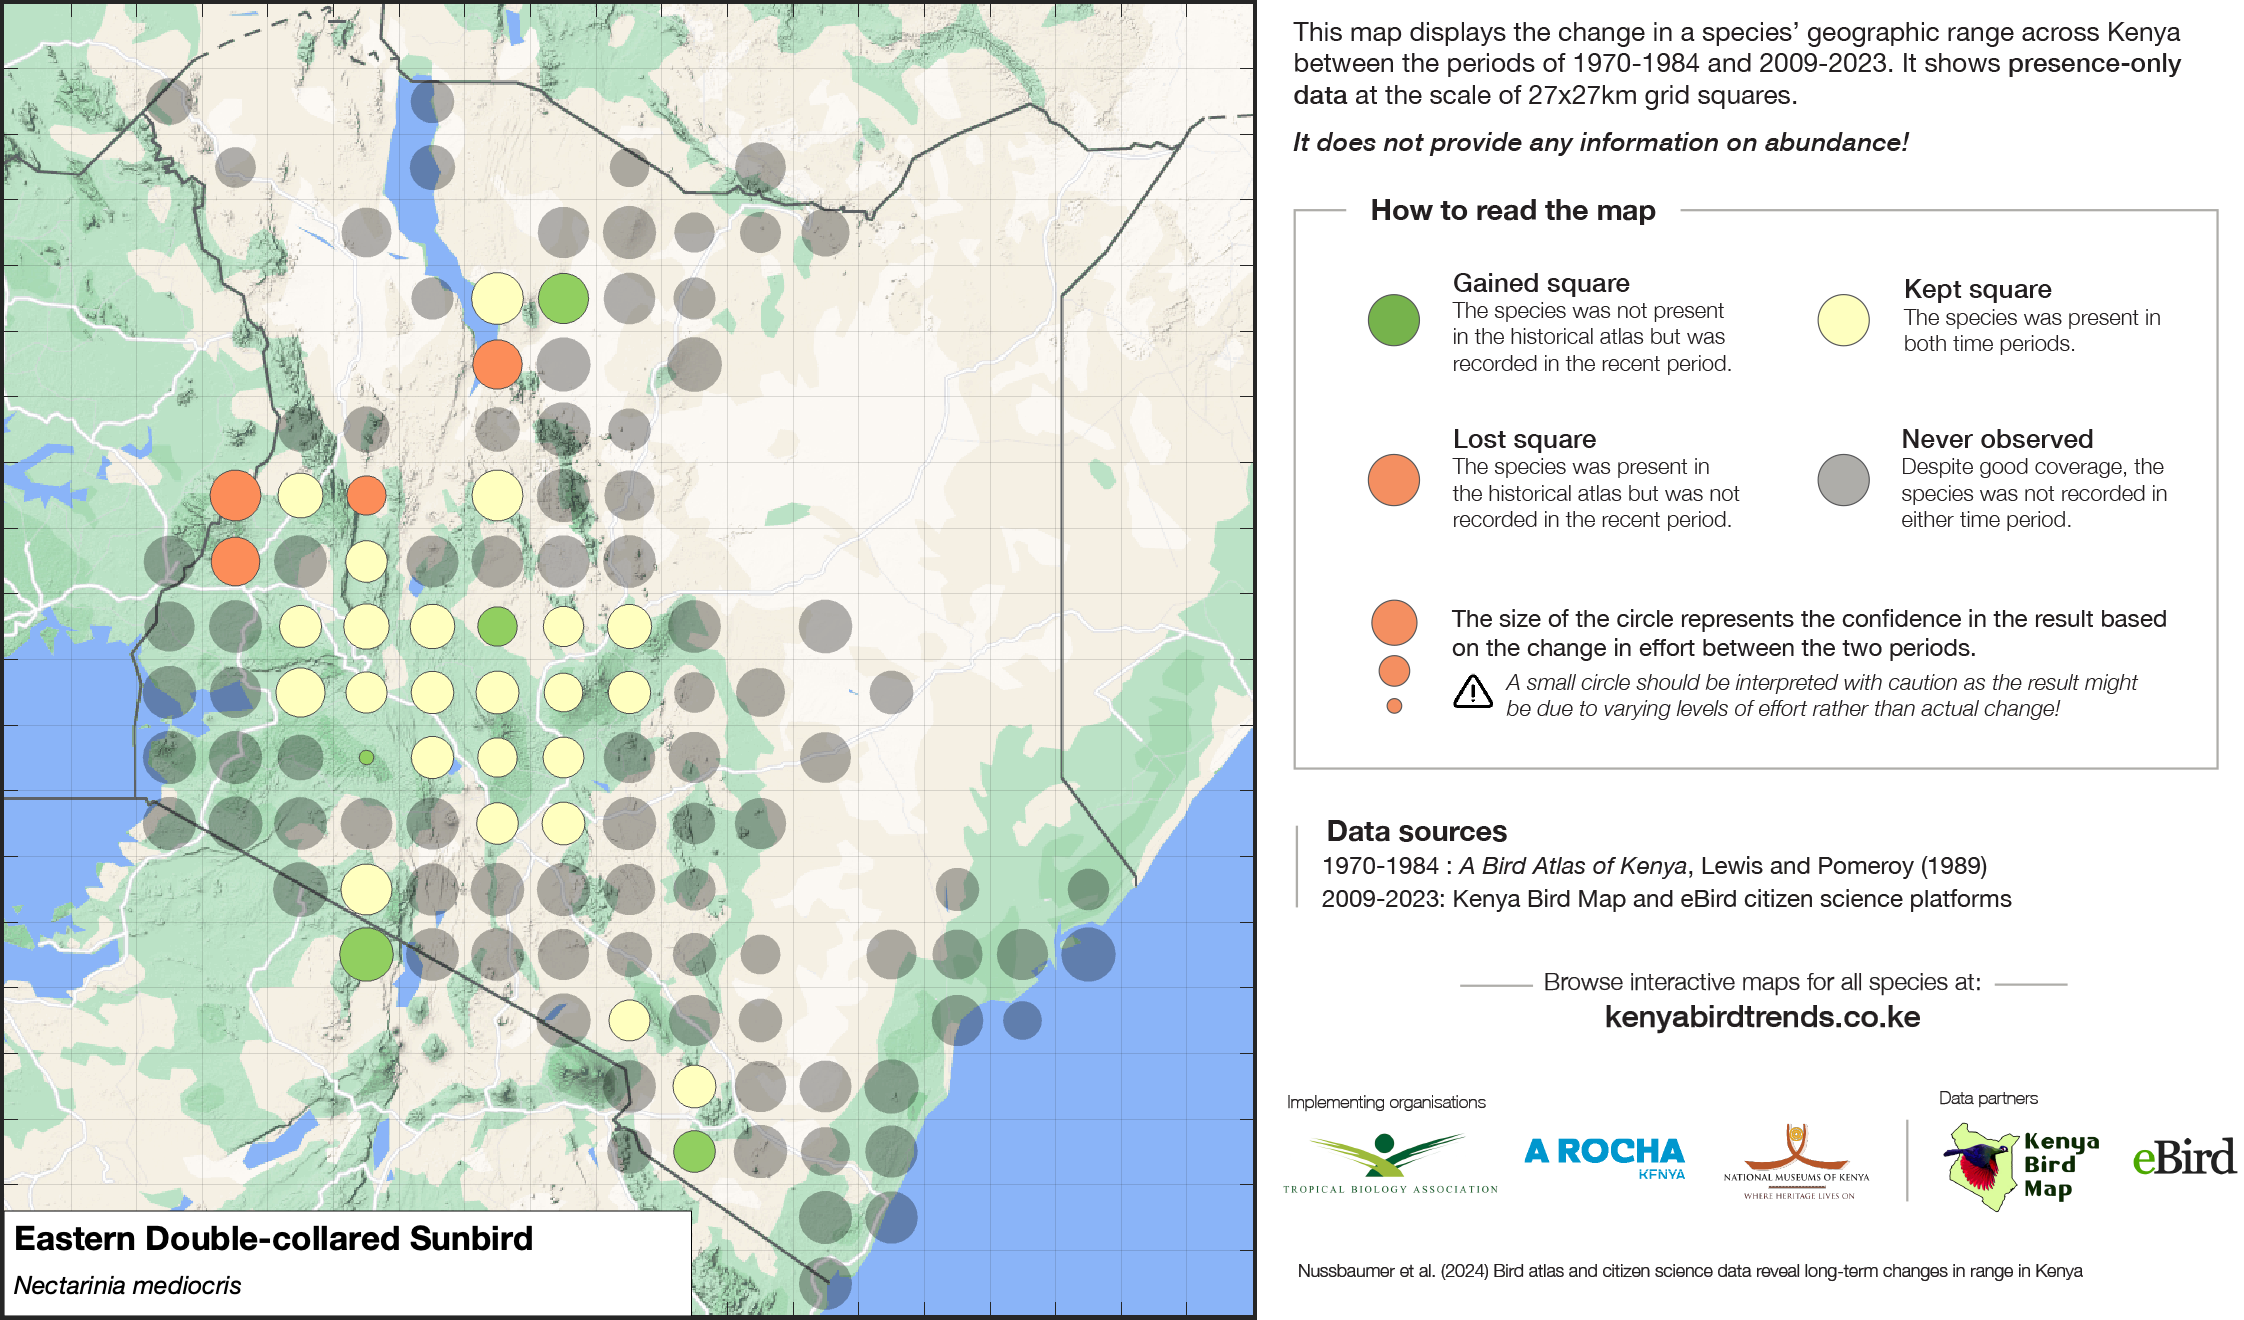 This map displays the change in a species’ geographic range across Kenya
between the periods of 1970-1984 and 2009-2023. It shows presence-only
data at the scale of 27x27km grid squares.
It does not provide any information on abundance!
How to read the map
Gained square
The species was not present
in the historical atlas but was
recorded in the recent period.
Kept square
The species was present in
both time periods.
Lost square
The species was present in
the historical atlas but was not
recorded in the recent period.
Never observed
Despite good coverage, the
species was not recorded in
either time period.
The size of the circle represents the confidence in the result based
on the change in effort between the two periods.
A small circle should be interpreted with caution as the result might
be due to varying levels of effort rather than actual change!
Data sources
1970-1984 : A Bird Atlas of Kenya, Lewis and Pomeroy (1989)
2009-2023: Kenya Bird Map and eBird citizen science platforms
Browse interactive maps for all species at:
kenyabirdtrends.co.ke
Implementing organisations
Data partners
TROPICAL BIOLOGY ASSOCIATION
A ROCHA
KENYA
NATIONAL MUSEUMS OF KENYA
WHERE HERITAGE LIVES ON
Kenya
Bird
Map
eBird
Eastern Double-collared Sunbird
Nectarinia mediocris
Nussbaumer et al. (2024) Bird atlas and citizen science data reveal long-term changes in range in Kenya